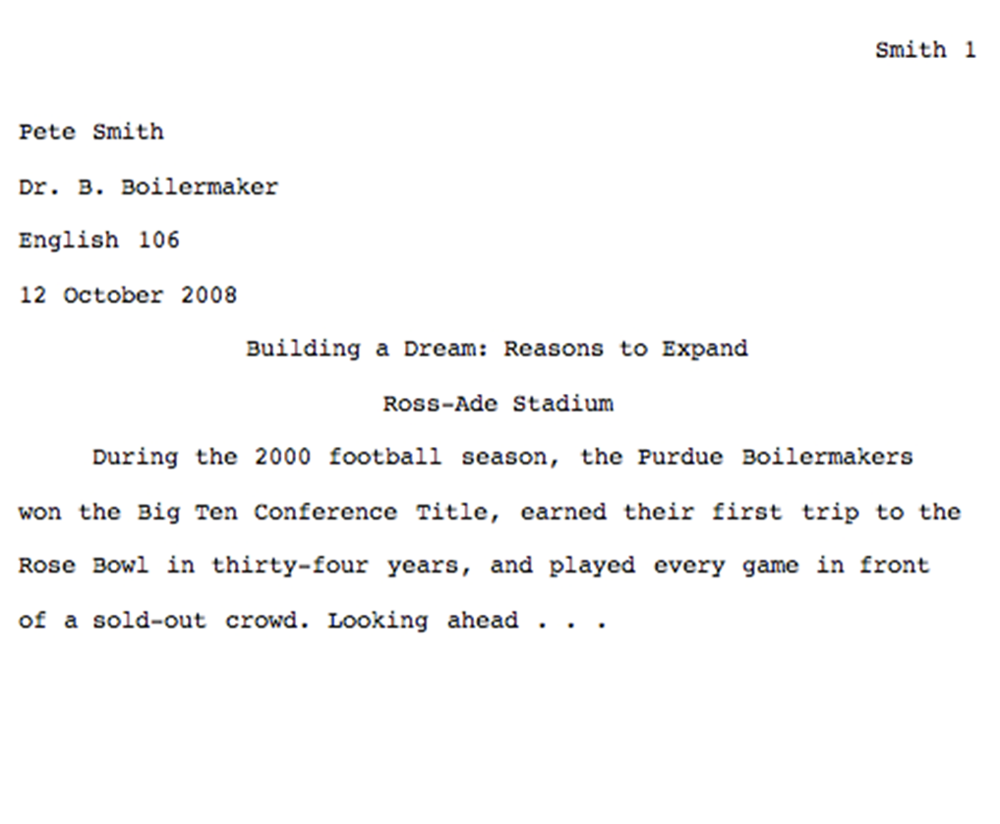 Smith 1
Pete Smith
Dr. B. Boilermaker
English 106
12 October 2008
Building a Dream: Reasons to Expand
Ross-Ade Stadium
During the 2000 football season, the Purdue Boilermakers
won the Big Ten Conference Title, earned their first trip to the
Rose Bowl in thirty-four years, and played every game in front
of a sold-out crowd. Looking ahead . . .